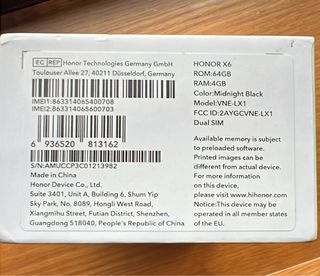 EC REP Honor Technologies Germany GmbH
Toulouser Allee 27, 40211 Düsseldorf, Germany
IMEI1:863314065400708
IMEI2:863314065600703
6 936520 813162
S/N:AMUCCP3C01213982
Made in China
Honor Device Co., Ltd.
Suite 3401, Unit A, Building 6, Shum Yip
Sky Park, No. 8089, Hongli West Road,
Xiangmihu Street, Futian District, Shenzhen,
Guangdong 518040, People's Republic of China
HONOR X6
ROM:64GB
RAM:4GB
Color:Midnight Black
Model:VNE-LX1
FCC ID:2AYGCVNE-LX1
Dual SIM
Available memory is subject
to preloaded software.
Printed images can be
different from actual
phone.
For more information
on this device,
please visit www.hihonor.com.
Notice:This device may be
operated in all member states
of the EU.